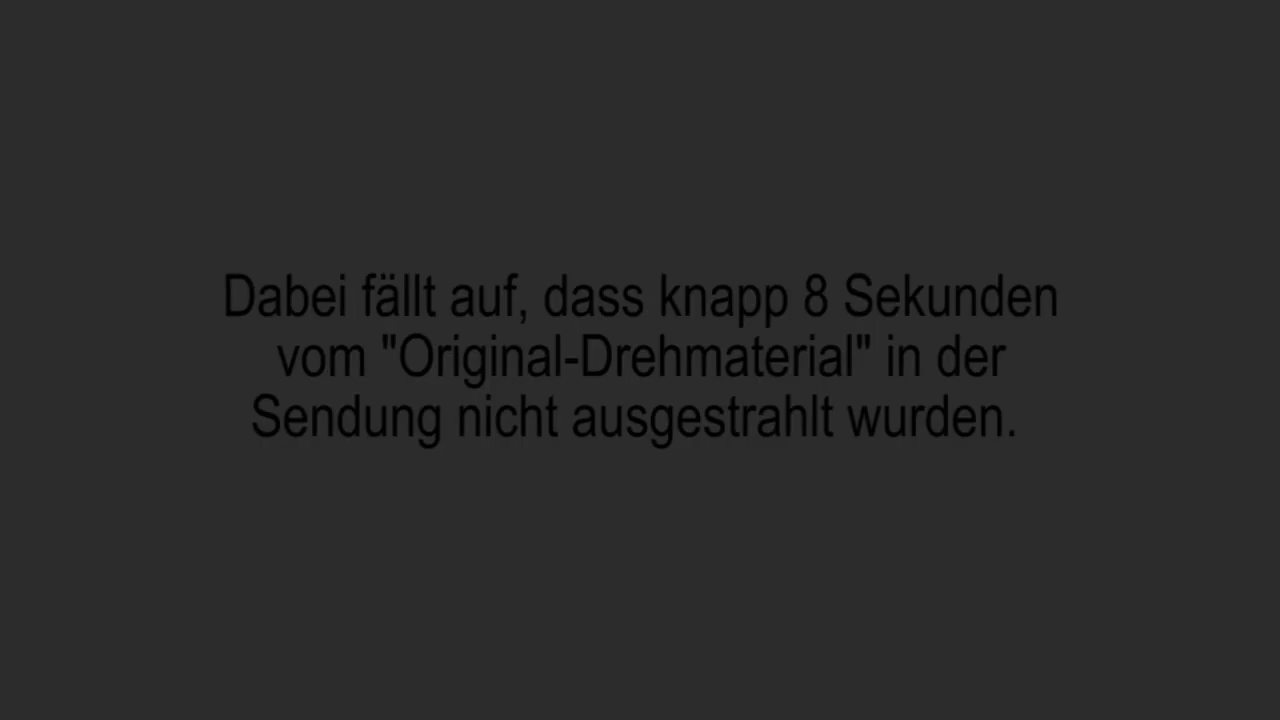 Dabei fällt auf, dass knapp 8 Sekunden
vom "Original-Drehmaterial" in der
Sendung nicht ausgestrahlt wurden.